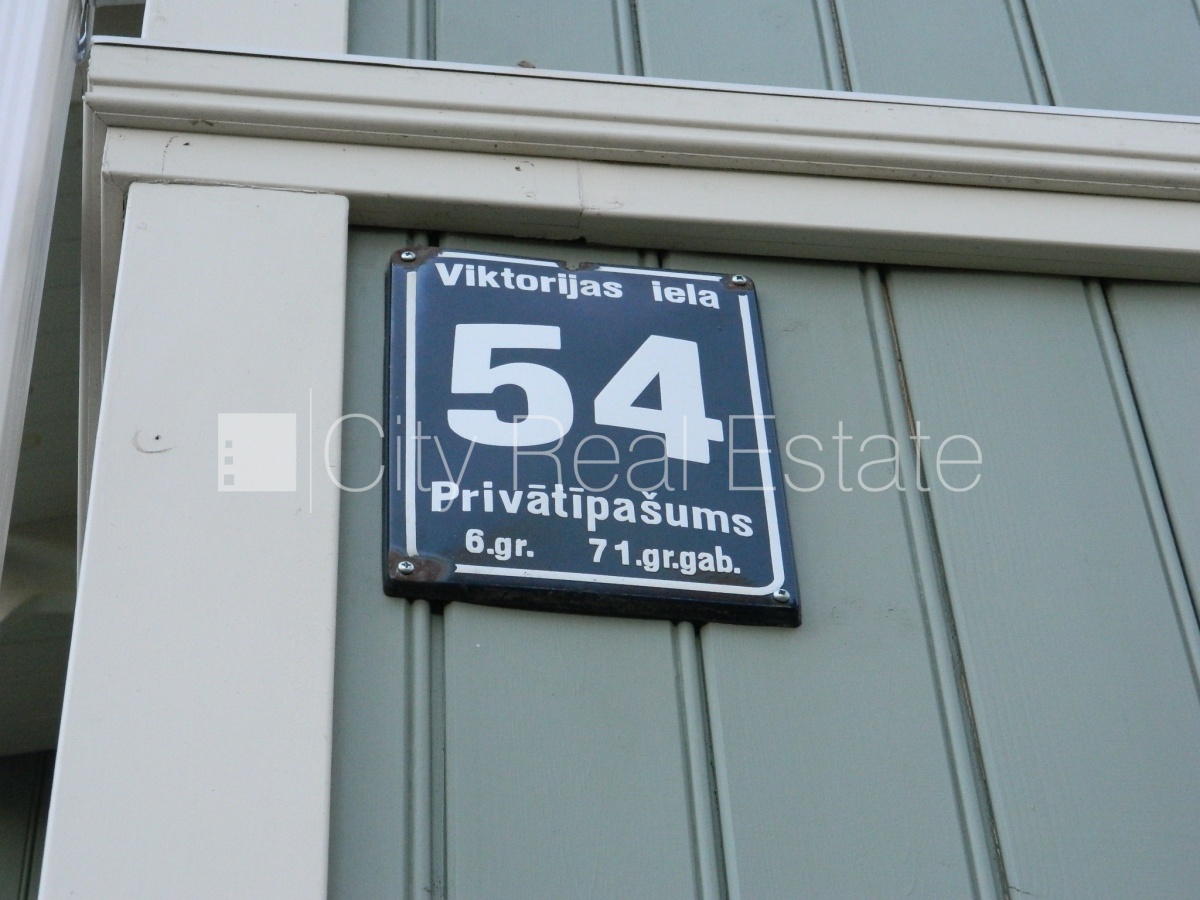 Viktorijas iela
54
City Real Estate
Privātīpašums
6.gr. 71.gr.gab.